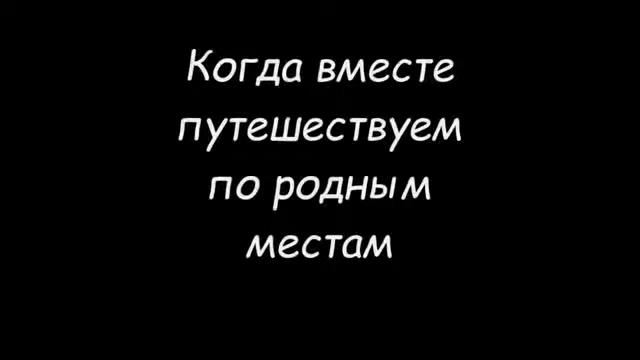 Когда вместе
путешествуем
по родным
местам